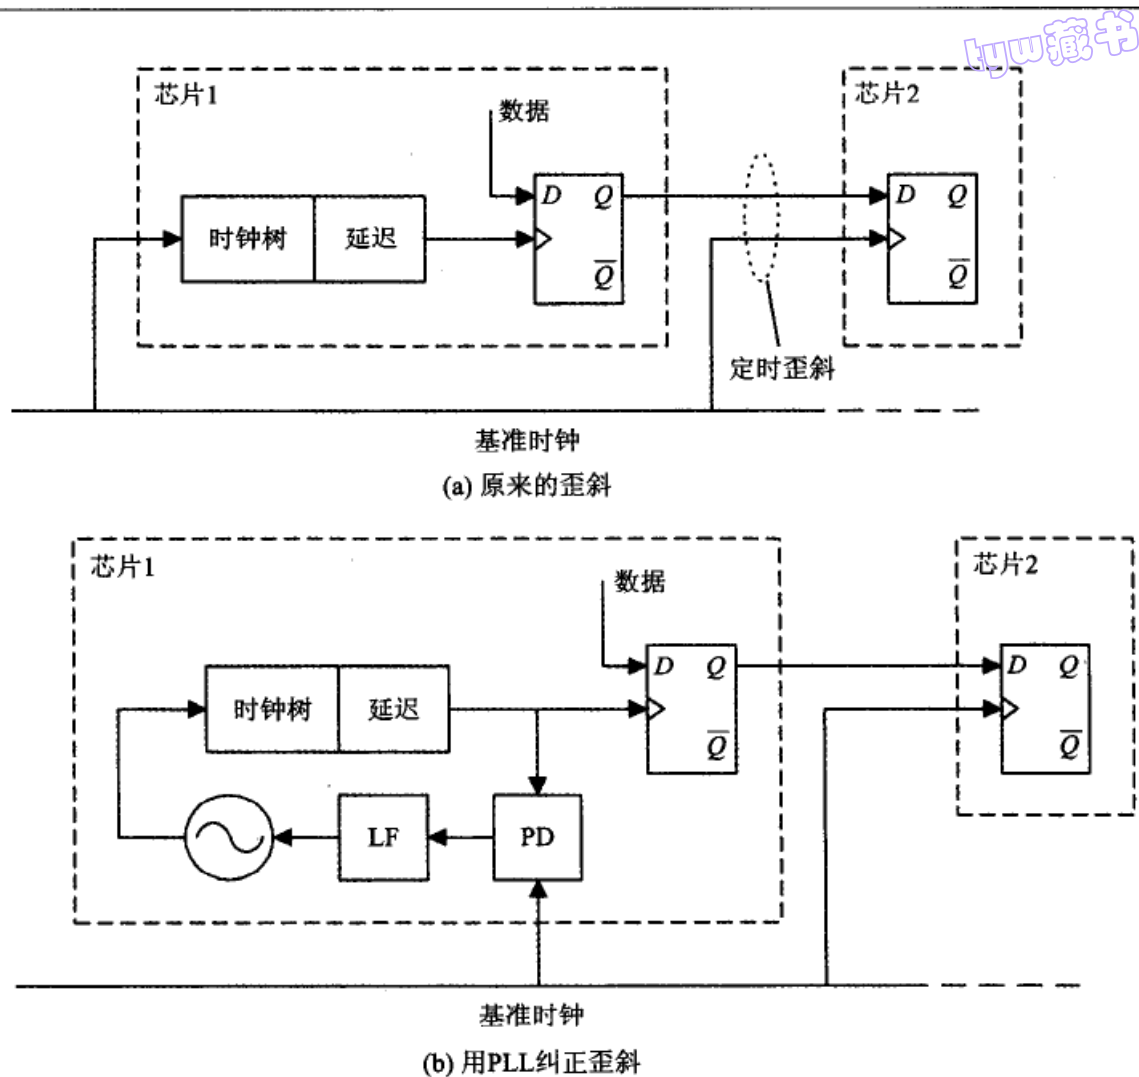 tyw藏书
芯片1
芯片2
数据
D Q
D Q
时钟树 延迟
Q̅
Q̅
定时歪斜
基准时钟
(a) 原来的歪斜
芯片1
芯片2
数据
D Q
D Q
时钟树 延迟
Q̅
Q̅
LF
PD
基准时钟
(b) 用PLL纠正歪斜